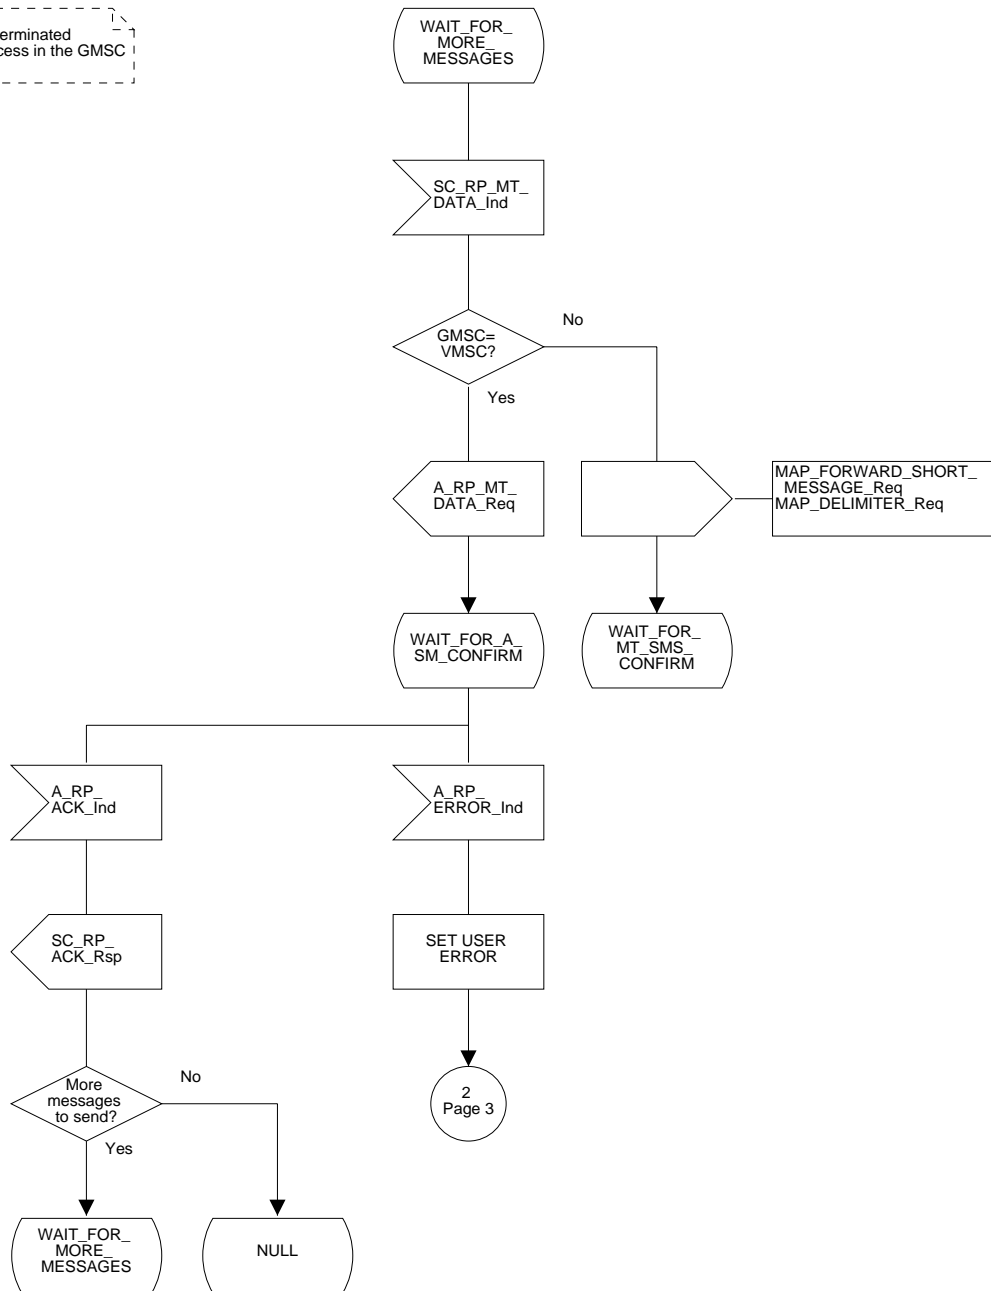 erminated
cess in the GMSC
WAIT_FOR_
MORE_
MESSAGES
SC_RP_MT_
DATA_Ind
GMSC=
VMSC?
No
Yes
A_RP_MT_
DATA_Req
MAP_FORWARD_SHORT_
MESSAGE_Req
MAP_DELIMITER_Req
WAIT_FOR_A_
SM_CONFIRM
WAIT_FOR_
MT_SMS_
CONFIRM
A_RP_
ACK_Ind
A_RP_
ERROR_Ind
SC_RP_
ACK_Rsp
SET USER
ERROR
More
messages
to send?
No
Yes
2
Page 3
WAIT_FOR_
MORE_
MESSAGES
NULL